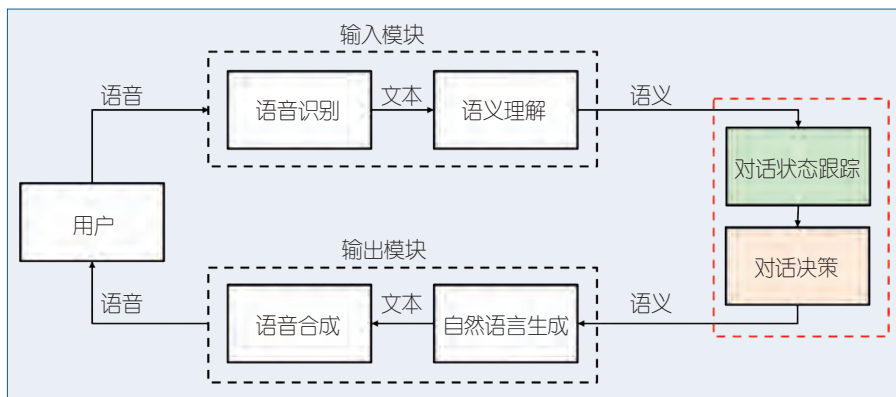 输入模块
语音
语音识别
文本
语义理解
语义
对话状态跟踪
用户
对话决策
输出模块
语音
语音合成
文本
自然语言生成
语义